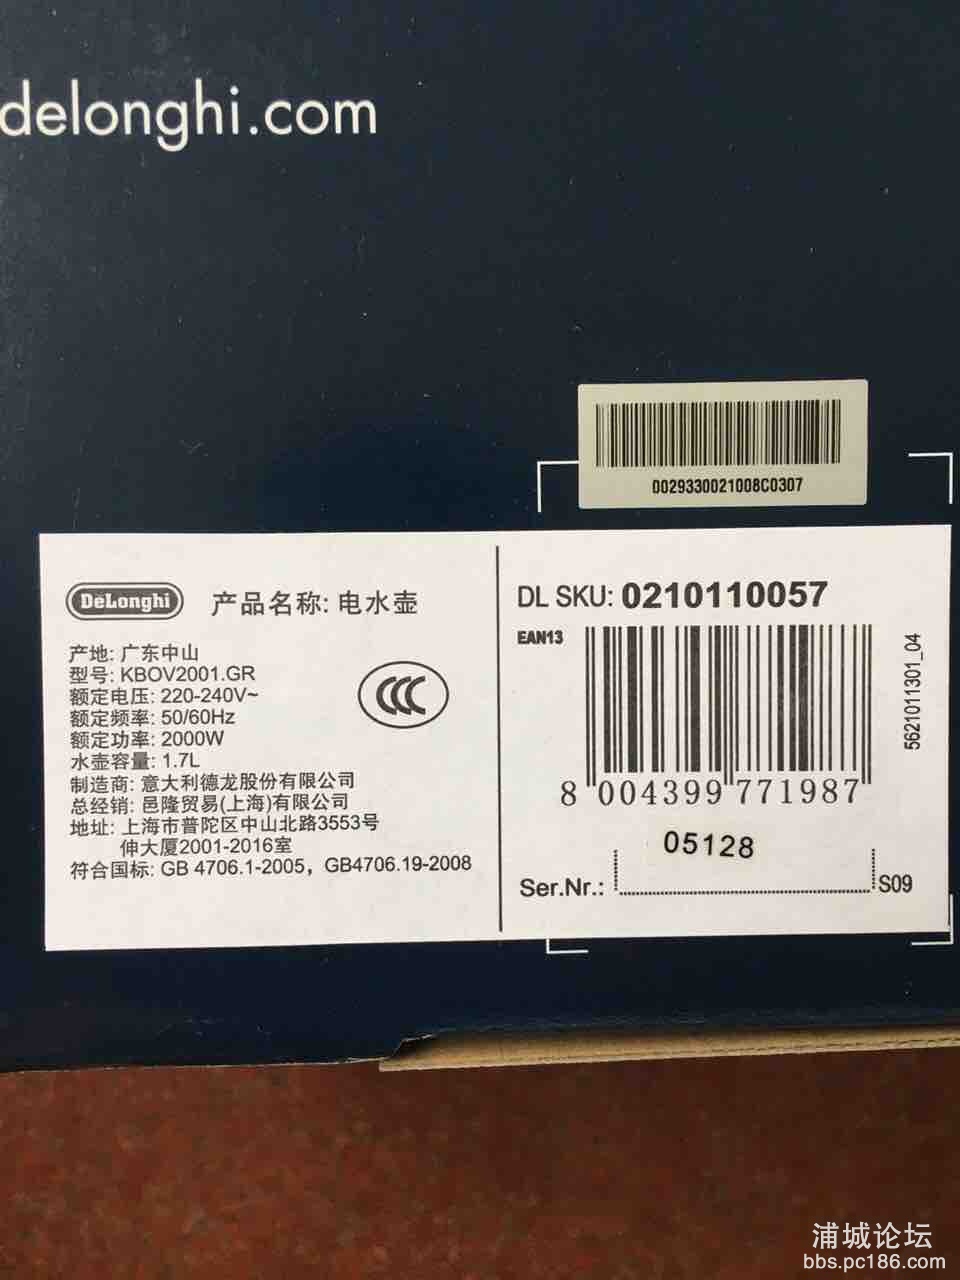 delonghi.com
0029330021008C0307
DeLonghi
产品名称: 电水壶
产地: 广东中山
型号: KBOV2001.GR
额定电压: 220-240V~
额定频率: 50/60Hz
额定功率: 2000W
水壶容量: 1.7L
制造商: 意大利德龙股份有限公司
总经销: 邑隆贸易(上海)有限公司
地址: 上海市普陀区中山北路3553号
伸大厦2001-2016室
符合国标: GB 4706.1-2005，GB4706.19-2008
CCC
DL SKU: 0210110057
EAN13
8 004399 771987
05128
Ser.Nr.:
S09
5621011301_04
浦城论坛
bbs.pc186.com